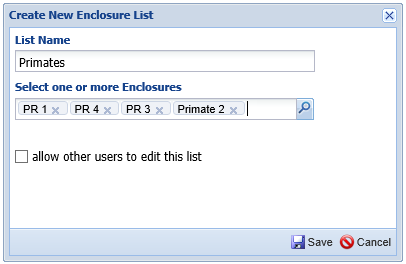 Create New Enclosure List
List Name
Primates
Select one or more Enclosures
PR 1 PR 4 PR 3 Primate 2
allow other users to edit this list
Save Cancel